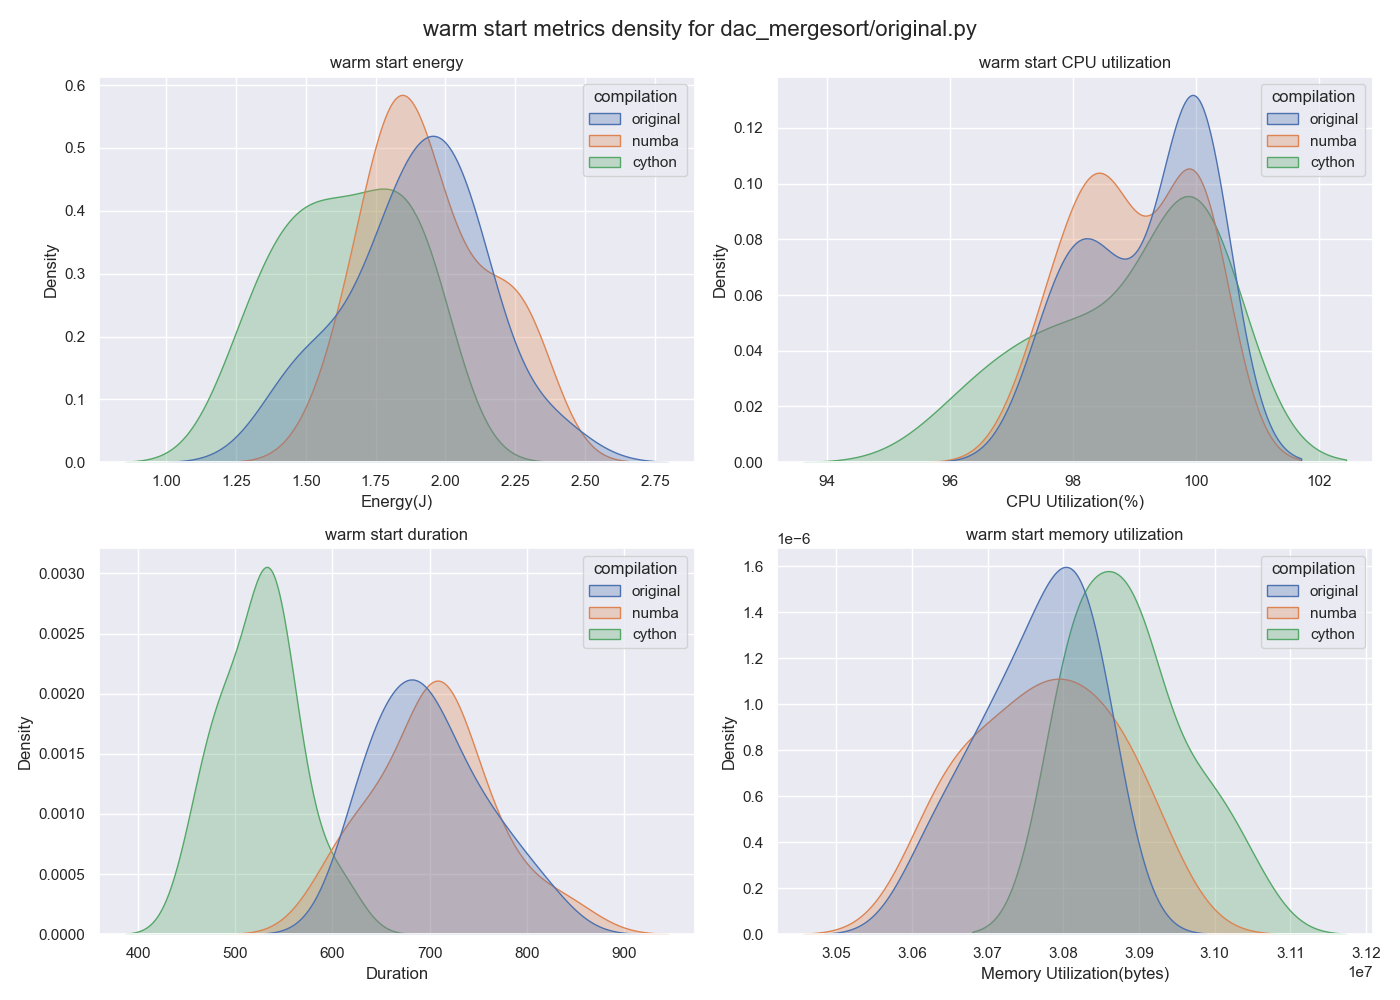 warm start metrics density for dac_mergesort/original.py
warm start energy
compilation
original
numba
cython
0.6
0.5
0.4
0.3
0.2
0.1
0.0
Density
1.00 1.25 1.50 1.75 2.00 2.25 2.50 2.75
Energy(J)
warm start CPU utilization
compilation
original
numba
cython
0.12
0.10
0.08
0.06
0.04
0.02
0.00
Density
94 96 98 100 102
CPU Utilization(%)
warm start duration
compilation
original
numba
cython
0.0030
0.0025
0.0020
0.0015
0.0010
0.0005
0.0000
Density
400 500 600 700 800 900
Duration
1e−6
warm start memory utilization
compilation
original
numba
cython
1.6
1.4
1.2
1.0
0.8
0.6
0.4
0.2
0.0
Density
3.05 3.06 3.07 3.08 3.09 3.10 3.11 3.12
1e7
Memory Utilization(bytes)